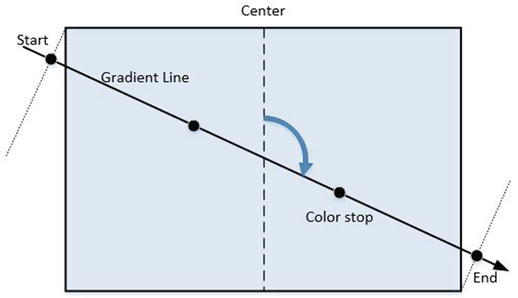 Center
Start
Gradient Line
Color stop
End